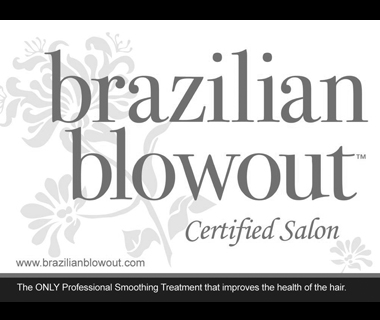 brazilian
blowout™
Certified Salon
www.brazilianblowout.com
The ONLY Professional Smoothing Treatment that improves the health of the hair.